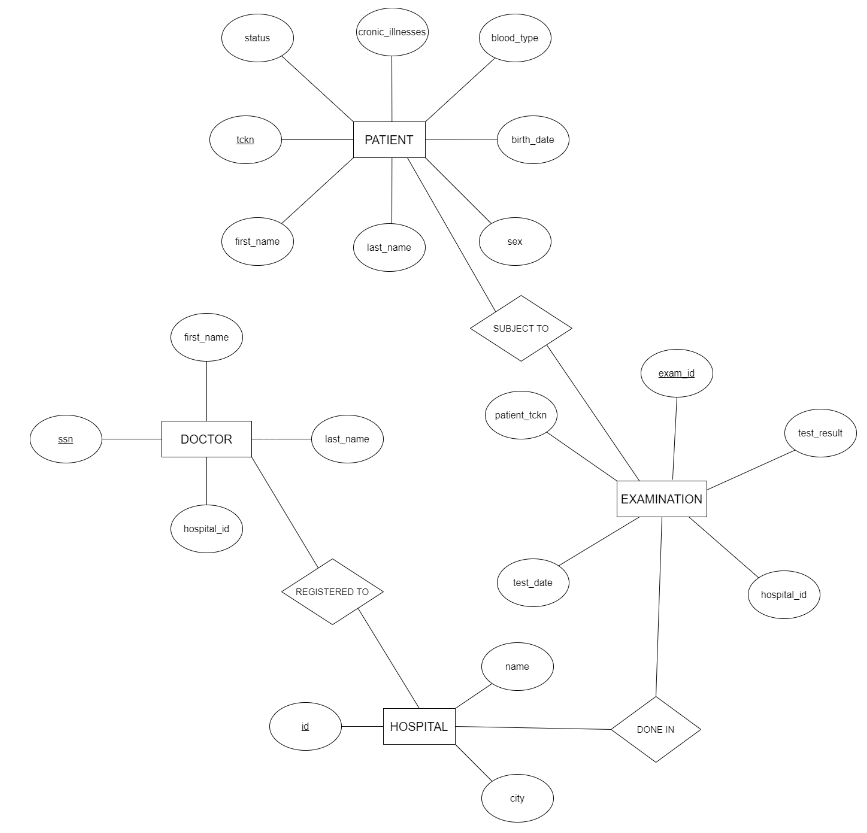 status
cronic_illnesses
blood_type
tckn
PATIENT
birth_date
first_name
last_name
sex
SUBJECT TO
first_name
exam_id
patient_tckn
test_result
ssn
DOCTOR
last_name
EXAMINATION
hospital_id
test_date
REGISTERED TO
hospital_id
name
id
HOSPITAL
DONE IN
city